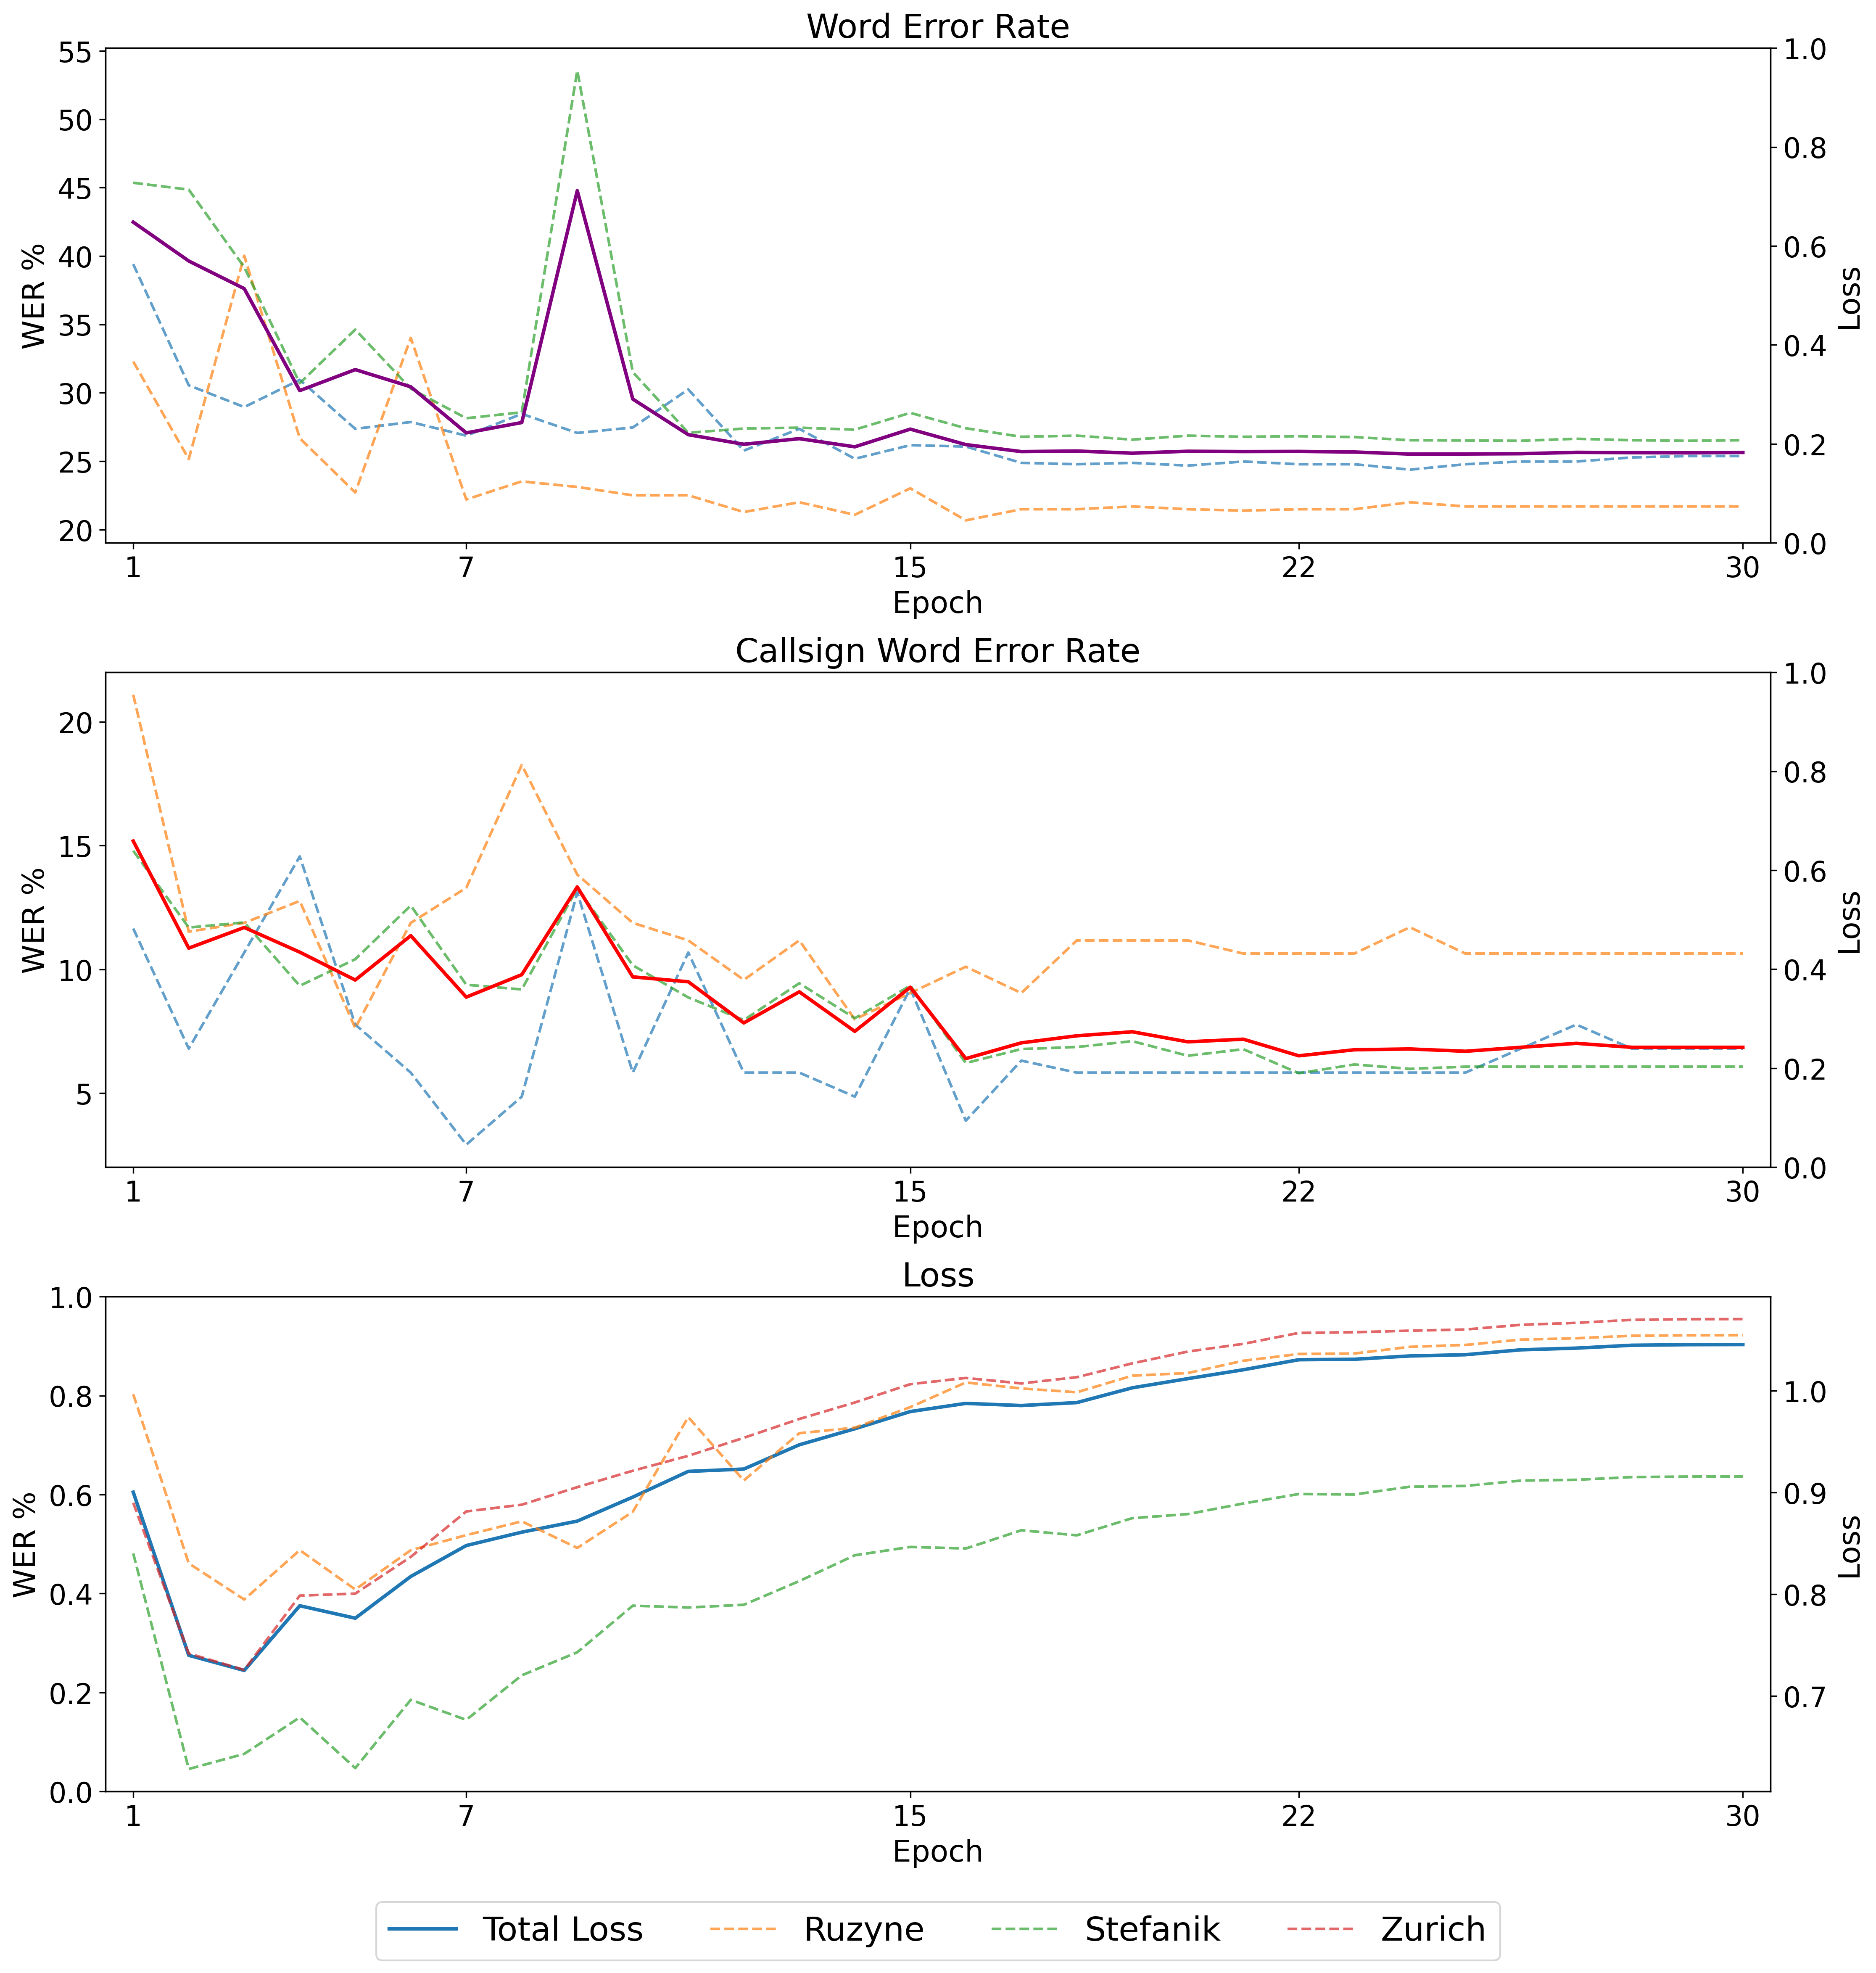 Word Error Rate
55
50
45
40
35
30
25
20
WER %
1.0
0.8
0.6
0.4
0.2
0.0
Loss
1 7 15 22 30
Epoch
Callsign Word Error Rate
20
15
10
5
WER %
1.0
0.8
0.6
0.4
0.2
0.0
Loss
1 7 15 22 30
Epoch
Loss
1.0
0.8
0.6
0.4
0.2
0.0
WER %
1.0
0.9
0.8
0.7
Loss
1 7 15 22 30
Epoch
Total Loss Ruzyne Stefanik Zurich